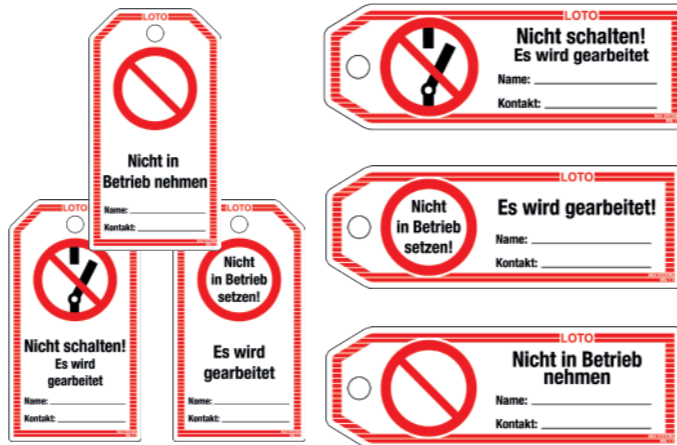 Nicht in
Betrieb nehmen
Name:
Kontakt:
LOTO
Nicht schalten!
Es wird
gearbeitet
Name:
Kontakt:
LOTO
Nicht
in Betrieb
setzen!
Es wird
gearbeitet
Name:
Kontakt:
LOTO
Nicht schalten!
Es wird gearbeitet
Name:
Kontakt:
LOTO
Nicht
in Betrieb
setzen!
Es wird gearbeitet!
Name:
Kontakt:
LOTO
Nicht in Betrieb
nehmen
Name:
Kontakt: